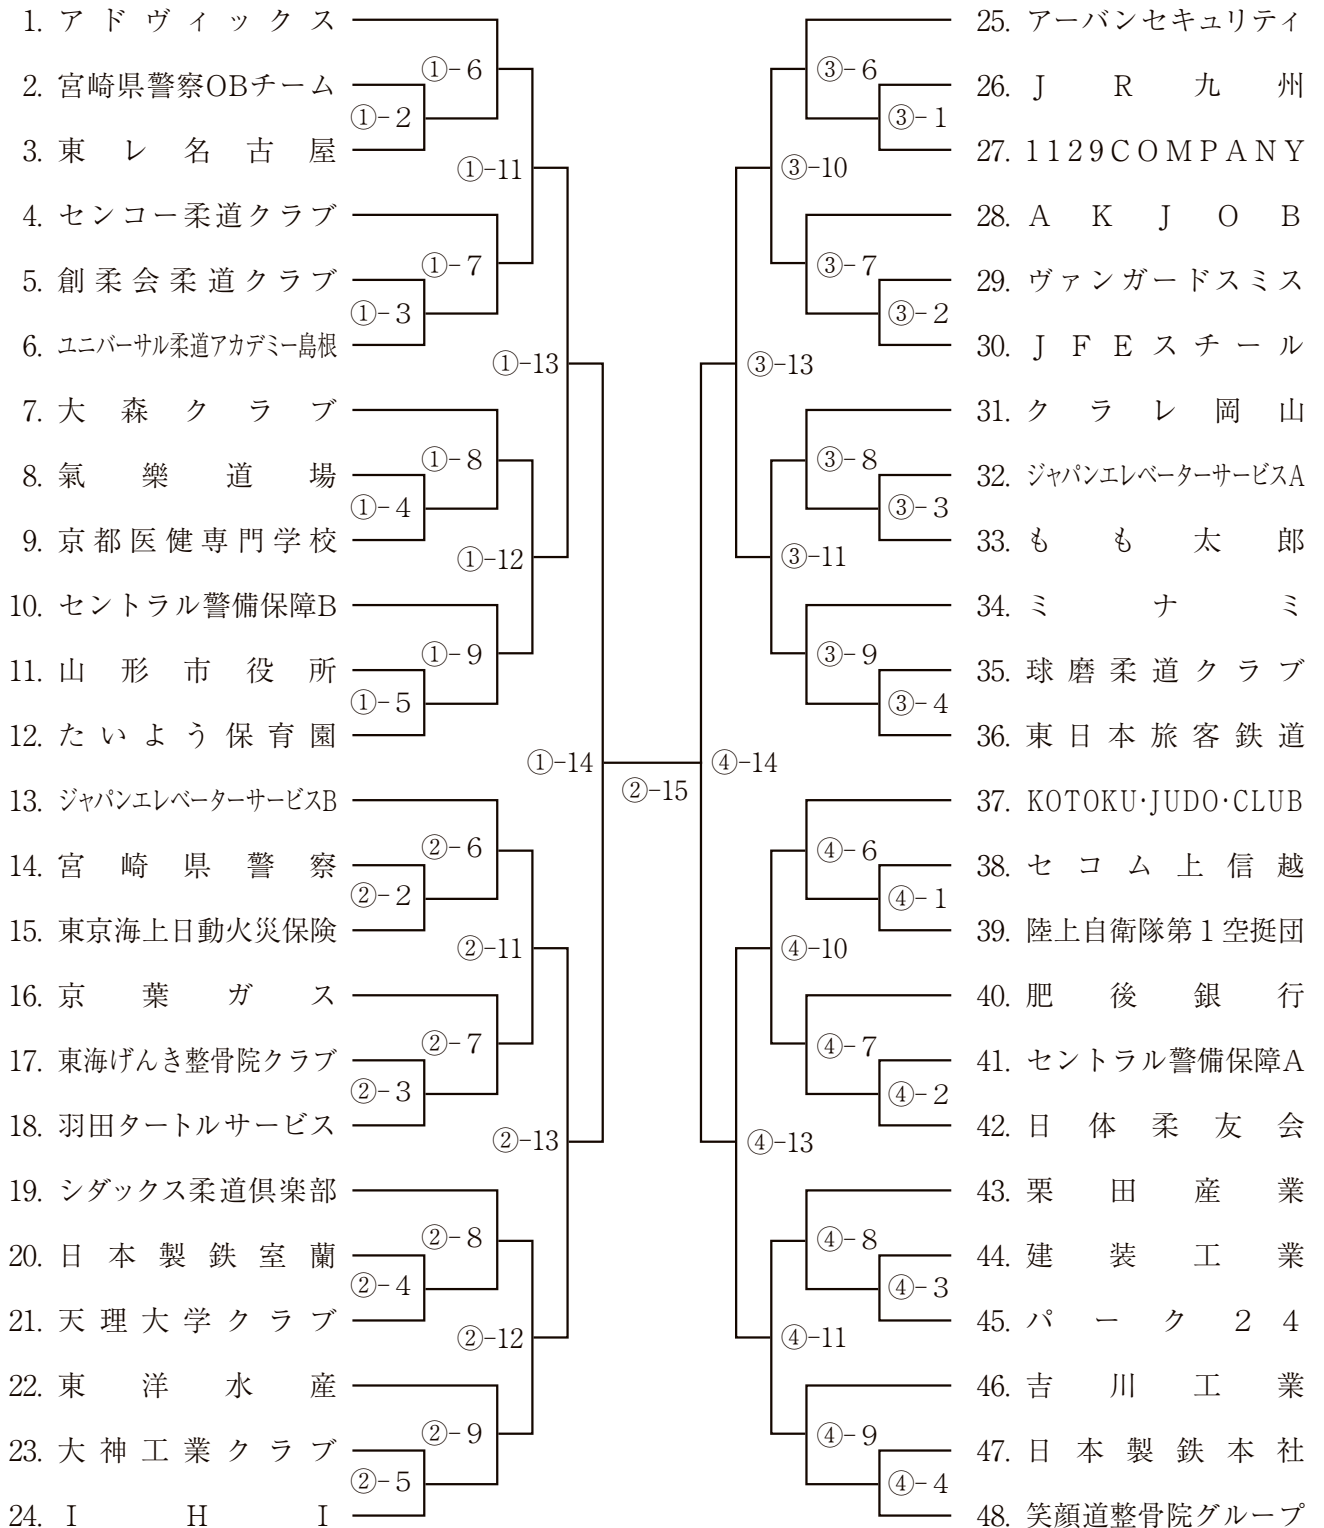 1. アドヴィックス
2. 宮崎県警察OBチーム
3. 東レ名古屋
4. センコー柔道クラブ
5. 創柔会柔道クラブ
6. ユニバーサル柔道アカデミー島根
7. 大森クラブ
8. 氣樂道場
9. 京都医健専門学校
10. セントラル警備保障B
11. 山形市役所
12. たいよう保育園
13. ジャパンエレベーターサービスB
14. 宮崎県警察
15. 東京海上日動火災保険
16. 京葉ガス
17. 東海げんき整骨院クラブ
18. 羽田タートルサービス
19. シダックス柔道倶楽部
20. 日本製鉄室蘭
21. 天理大学クラブ
22. 東洋水産
23. 大神工業クラブ
24. IHI
①-2
①-3
①-4
①-5
②-2
②-3
②-4
②-5
①-6
①-7
①-8
①-9
②-6
②-7
②-8
②-9
①-11
①-12
②-11
②-12
①-13
②-13
①-14
②-15
④-14
③-13
④-13
③-10
③-11
④-10
④-11
③-6
③-7
③-8
③-9
④-6
④-7
④-8
④-9
③-1
③-2
③-3
③-4
④-1
④-2
④-3
④-4
25. アーバンセキュリティ
26. JR九州
27. 1129COMPANY
28. AKJOB
29. ヴァンガードスミス
30. JFEスチール
31. クラレ岡山
32. ジャパンエレベーターサービスA
33. もも太郎
34. ミナミ
35. 球磨柔道クラブ
36. 東日本旅客鉄道
37. KOTOKU・JUDO・CLUB
38. セコム上信越
39. 陸上自衛隊第1空挺団
40. 肥後銀行
41. セントラル警備保障A
42. 日体柔友会
43. 栗田産業
44. 建装工業
45. パーク24
46. 吉川工業
47. 日本製鉄本社
48. 笑顔道整骨院グループ